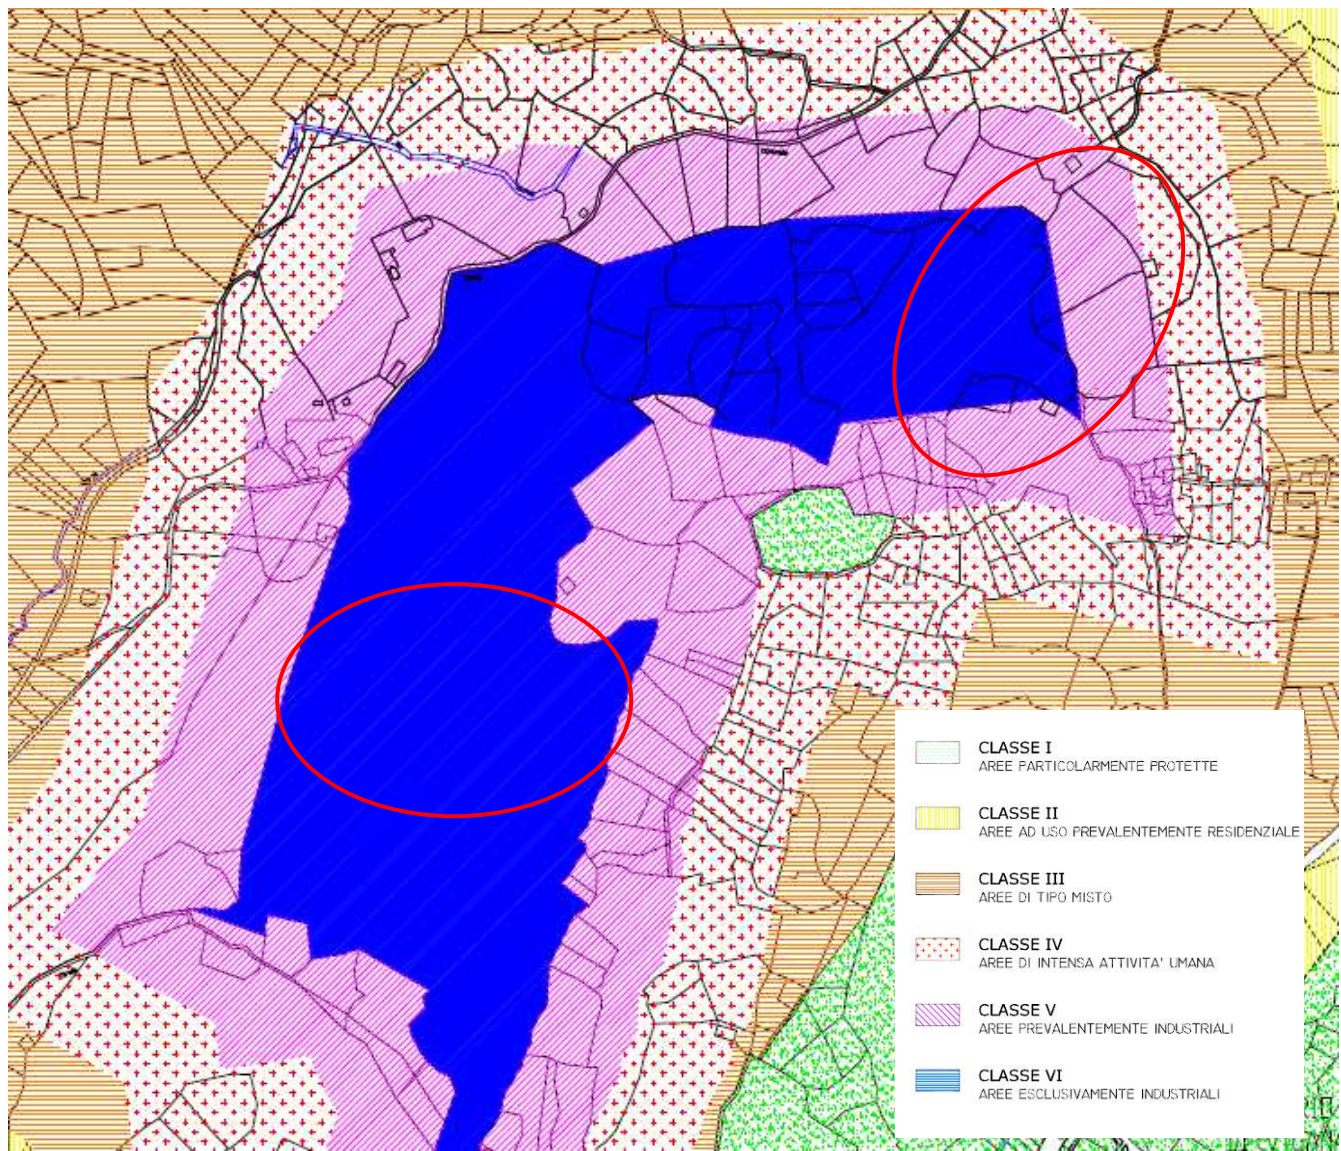 CLASSE I
AREE PARTICOLARMENTE PROTETTE
CLASSE II
AREE AD USO PREVALENTEMENTE RESIDENZIALE
CLASSE III
AREE DI TIPO MISTO
CLASSE IV
AREE DI INTENSA ATTIVITA' UMANA
CLASSE V
AREE PREVALENTEMENTE INDUSTRIALI
CLASSE VI
AREE ESCLUSIVAMENTE INDUSTRIALI